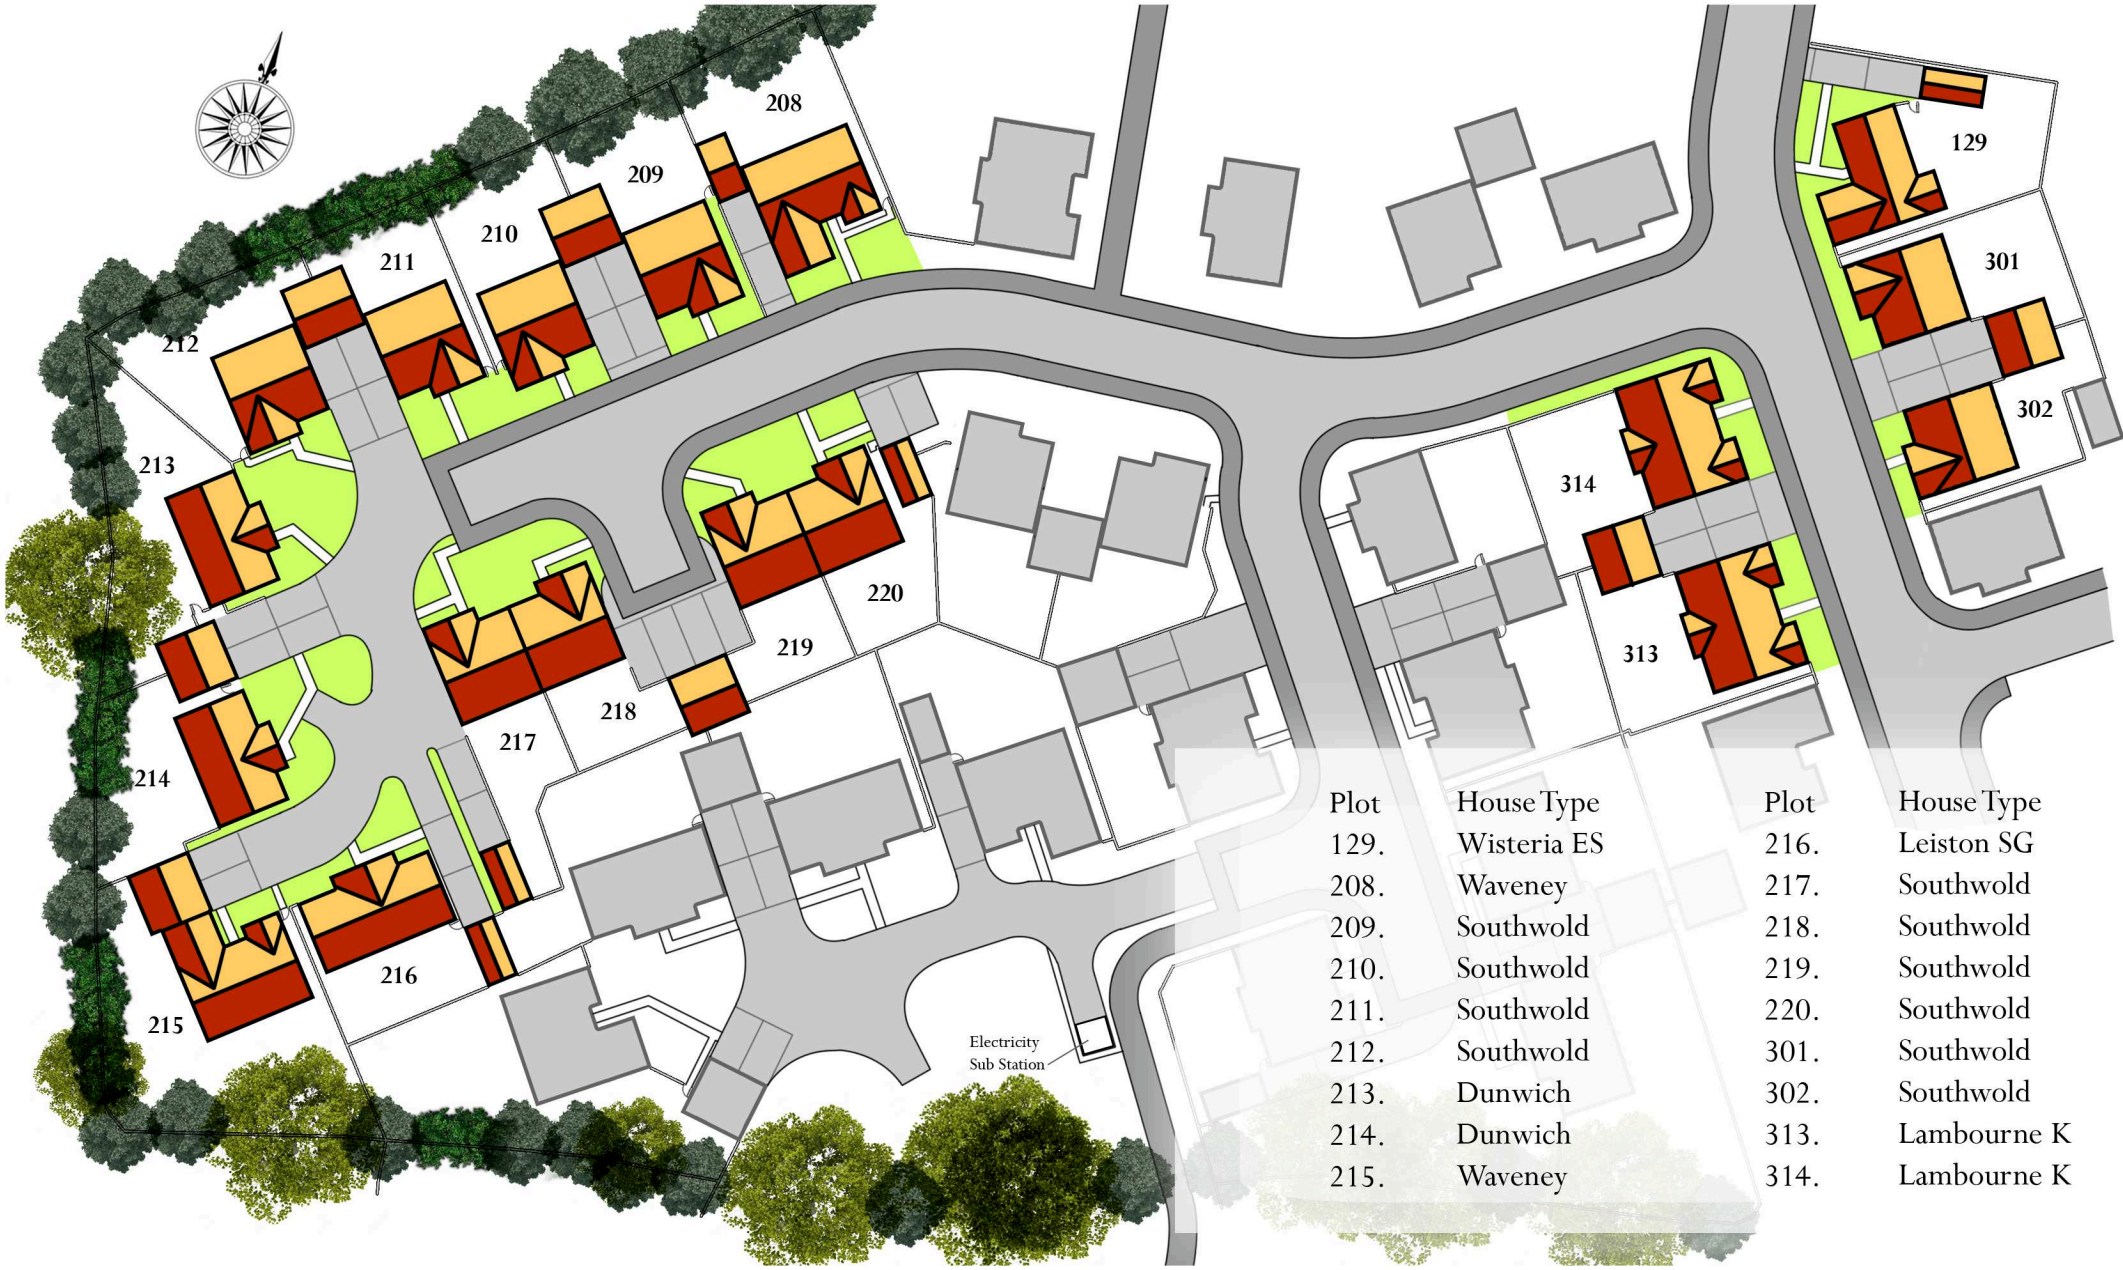 208
129
209
210
301
211
212
302
213
314
220
219
313
218
217
214
216
215
Electricity
Sub Station
Plot House Type
129. Wisteria ES
208. Waveney
209. Southwold
210. Southwold
211. Southwold
212. Southwold
213. Dunwich
214. Dunwich
215. Waveney
Plot House Type
216. Leiston SG
217. Southwold
218. Southwold
219. Southwold
220. Southwold
301. Southwold
302. Southwold
313. Lambourne K
314. Lambourne K